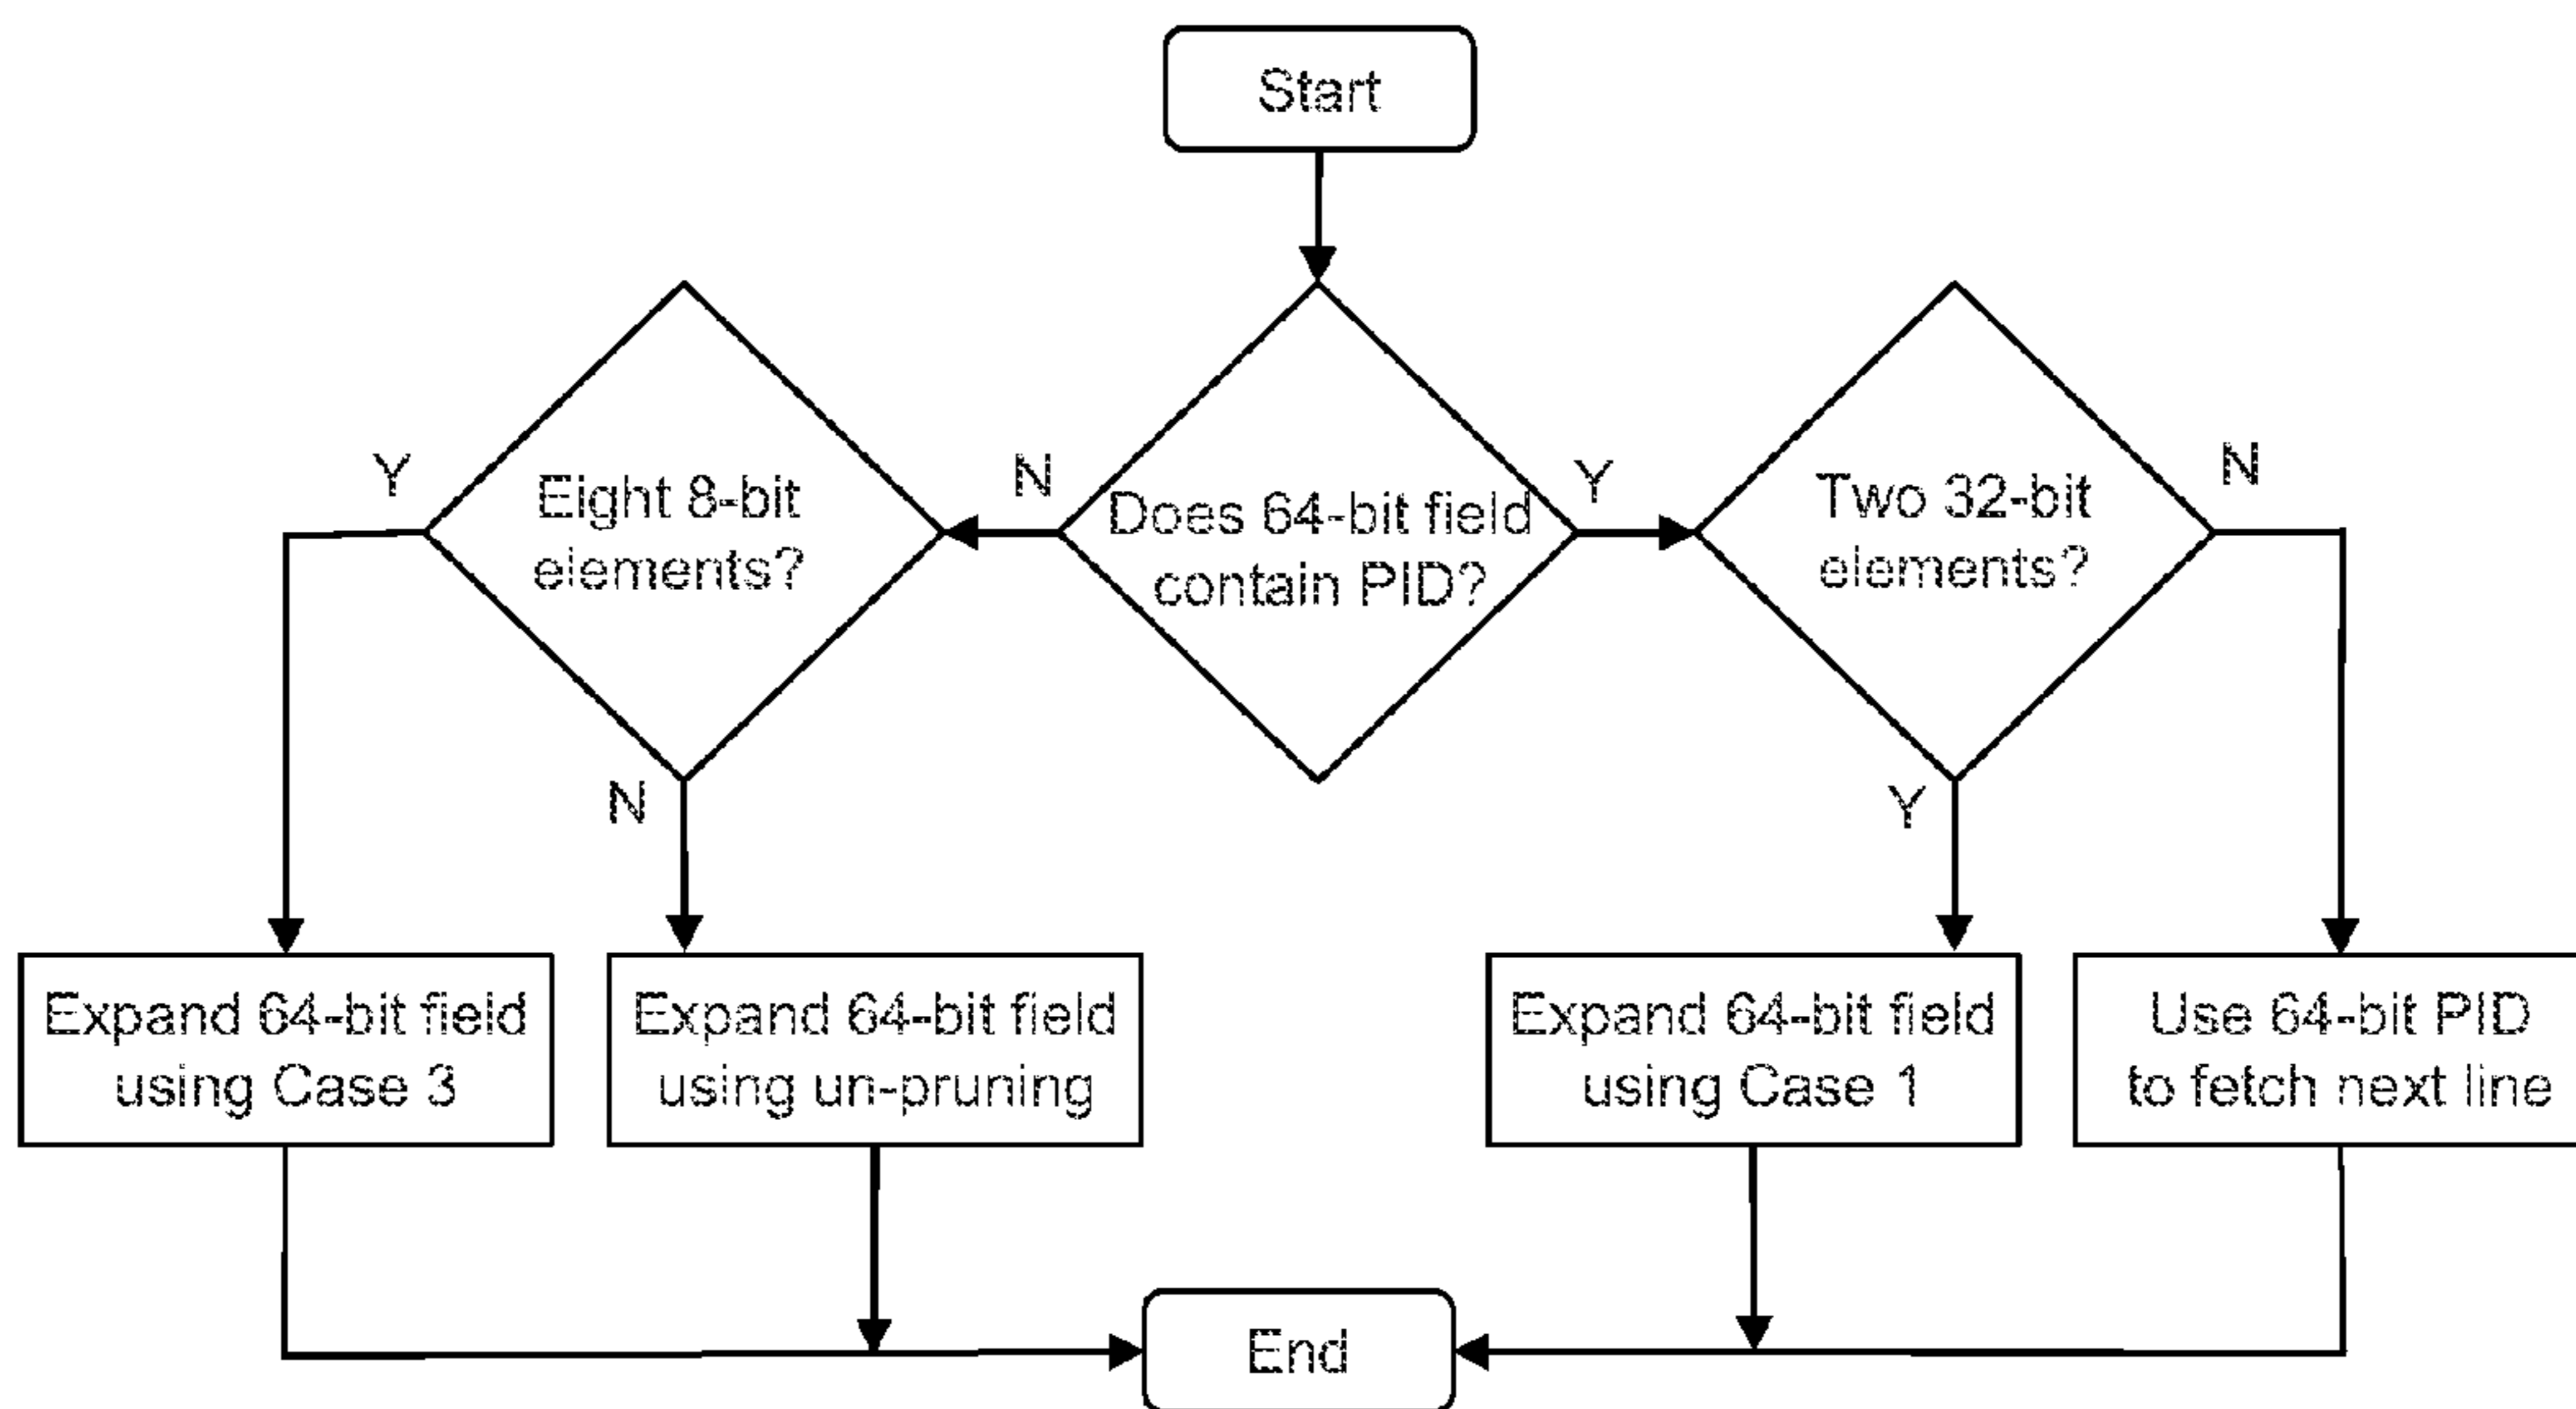 Start
Y
Eight 8-bit
elements?
N
N
Does 64-bit field
contain PID?
Y
Two 32-bit
elements?
N
Y
Expand 64-bit field
using Case 3
Expand 64-bit field
using un-pruning
Expand 64-bit field
using Case 1
Use 64-bit PID
to fetch next line
End